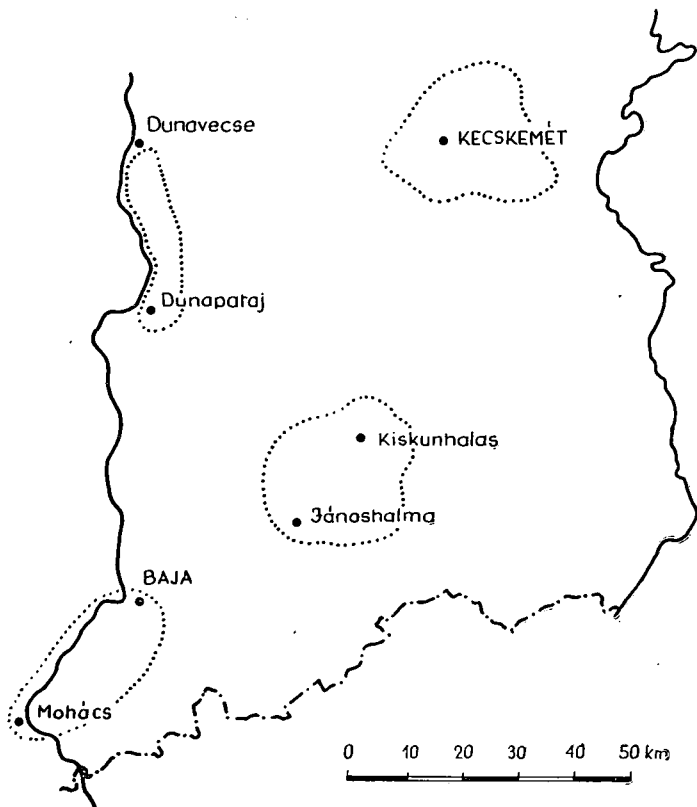 Dunavecse
KECSKEMÉT
Dunapataj
Kiskunhalas
Jánoshalma
BAJA
Mohács
0 10 20 30 40 50 km